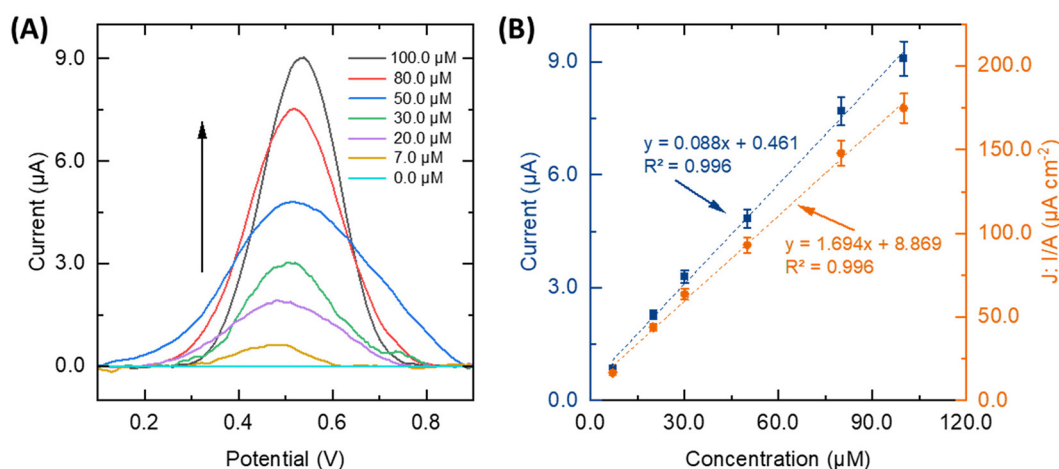 (A)
9.0
6.0
3.0
0.0
Current (µA)
100.0 µM
80.0 µM
50.0 µM
30.0 µM
20.0 µM
7.0 µM
0.0 µM
0.2 0.4 0.6 0.8
Potential (V)
(B)
9.0
6.0
3.0
0.0
Current (µA)
y = 0.088x + 0.461
R² = 0.996
y = 1.694x + 8.869
R² = 0.996
200.0
150.0
100.0
50.0
0.0
J: I/A (µA cm⁻²)
0.0 30.0 60.0 90.0 120.0
Concentration (µM)